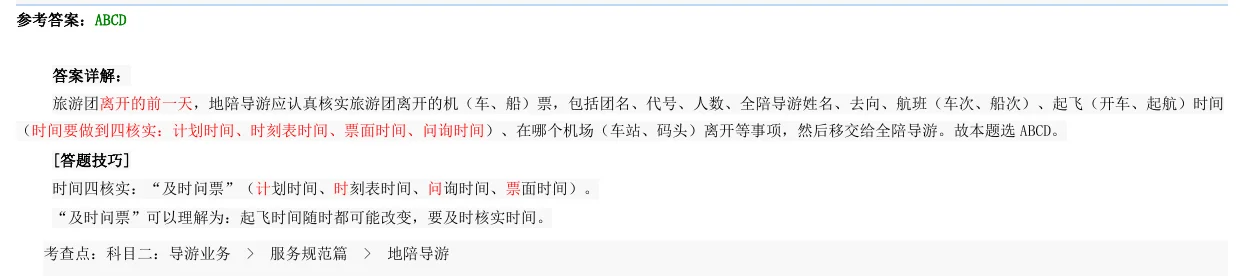 参考答案：ABCD
答案详解：
旅游团离开的前一天，地陪导游应认真核实旅游团离开的机（车、船）票，包括团名、代号、人数、全陪导游姓名、去向、航班（车次、船次）、起飞（开车、起航）时间
（时间要做到四核实：计划时间、时刻表时间、票面时间、问询时间）、在哪个机场（车站、码头）离开等事项，然后移交给全陪导游。故本题选 ABCD。
[答题技巧]
时间四核实：“及时问票”（计划时间、时刻表时间、问询时间、票面时间）。
“及时问票”可以理解为：起飞时间随时都可能改变，要及时核实时间。
考查点：科目二：导游业务 > 服务规范篇 > 地陪导游